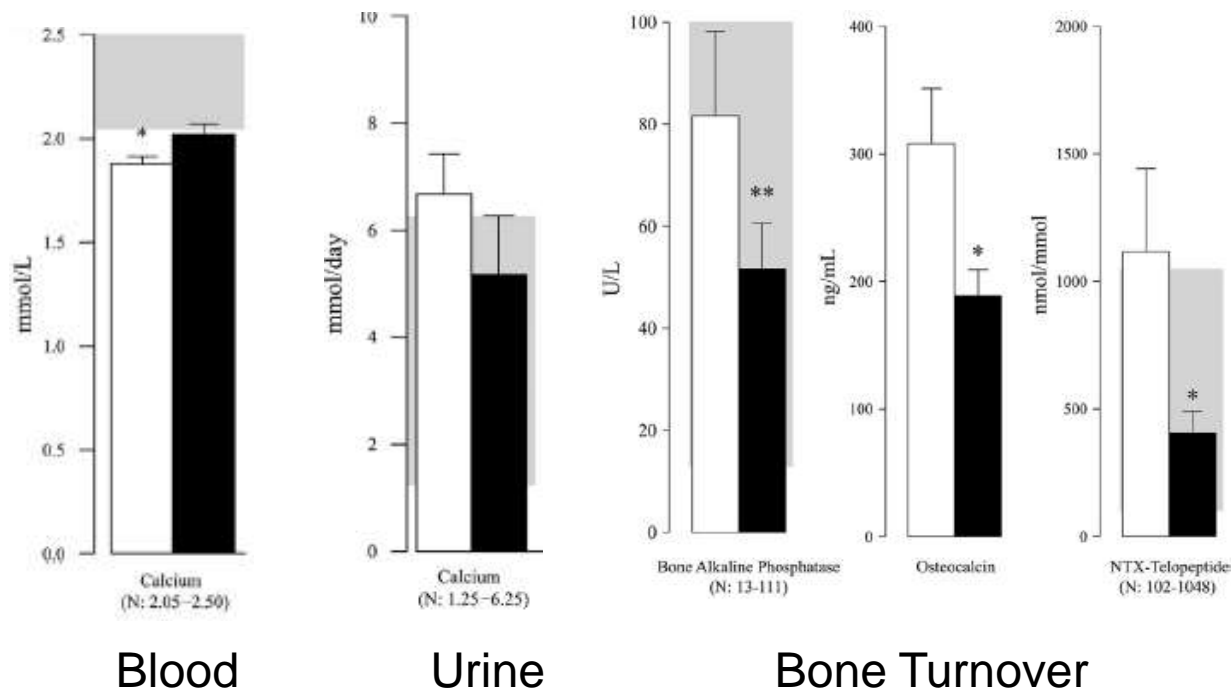 2.5
2.0
1.5
1.0
0.5
0.0
mmol/L
*
Calcium
(N: 2.05−2.50)
10
8
6
4
2
0
mmol/day
Calcium
(N: 1.25−6.25)
100
80
60
40
20
0
U/L
**
Bone Alkaline Phosphatase
(N: 13-111)
400
300
200
100
0
ng/mL
*
Osteocalcin
2000
1500
1000
500
0
nmol/mmol
*
NTX-Telopeptide
(N: 102-1048)
Blood
Urine
Bone Turnover